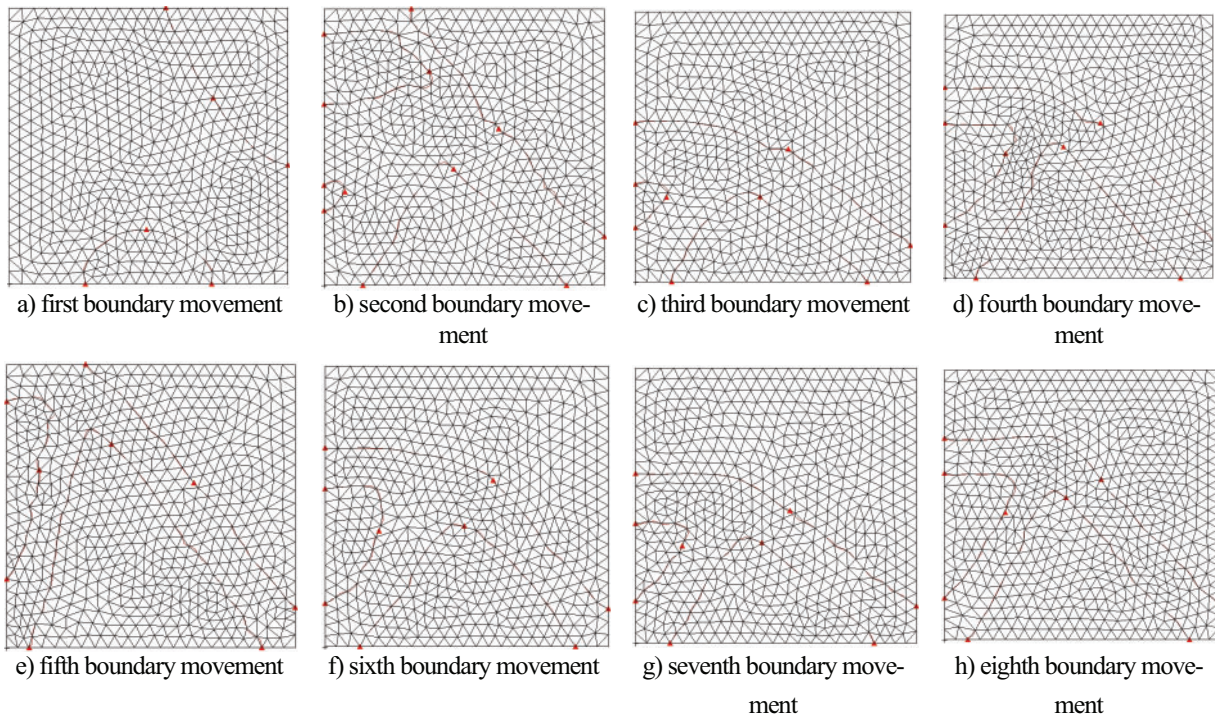 a) first boundary movement
b) second boundary move-
ment
c) third boundary movement
d) fourth boundary move-
ment
e) fifth boundary movement
f) sixth boundary movement
g) seventh boundary move-
ment
h) eighth boundary move-
ment